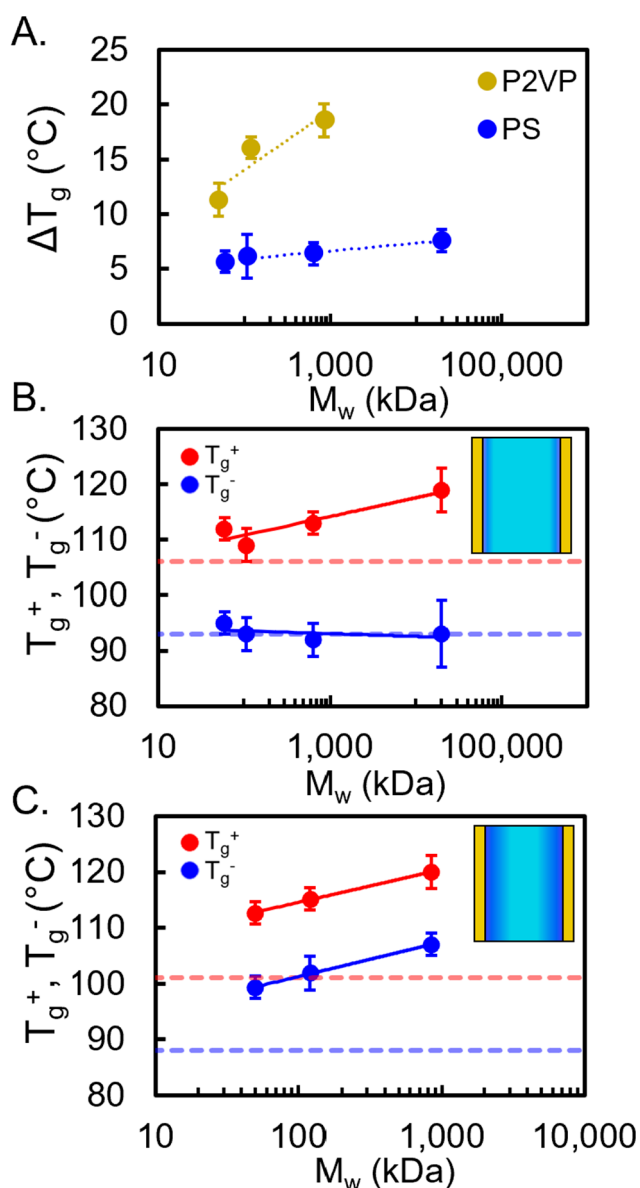 A.
25
20
15
10
5
0
ΔTg (°C)
P2VP
PS
10
1,000
100,000
Mw (kDa)
B.
130
120
110
100
90
80
Tg+, Tg- (°C)
Tg+
Tg-
10
1,000
100,000
Mw (kDa)
C.
130
120
110
100
90
80
Tg+, Tg- (°C)
Tg+
Tg-
10
100
1,000
10,000
Mw (kDa)